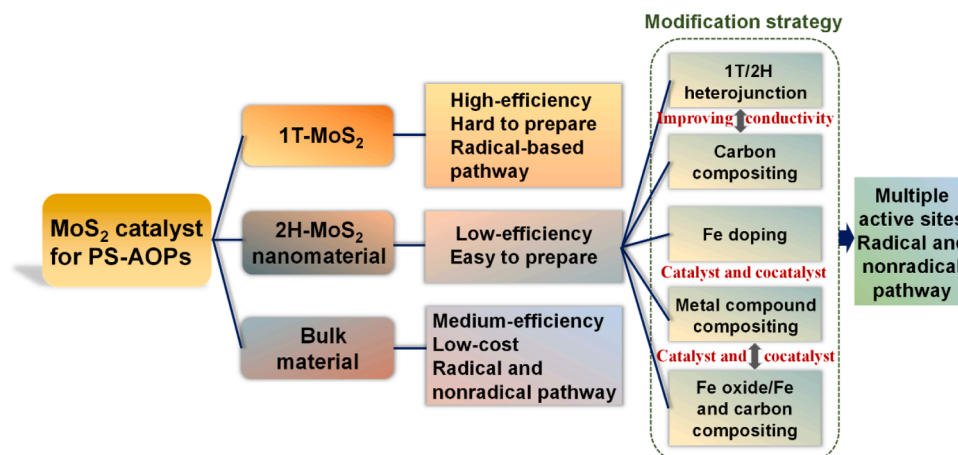 Modification strategy
MoS₂ catalyst
for PS-AOPs
1T-MoS₂
High-efficiency
Hard to prepare
Radical-based
pathway
2H-MoS₂
nanomaterial
Low-efficiency
Easy to prepare
Bulk
material
Medium-efficiency
Low-cost
Radical and
nonradical pathway
1T/2H
heterojunction
Improving conductivity
Carbon
compositing
Fe doping
Catalyst and cocatalyst
Metal compound
compositing
Catalyst and cocatalyst
Fe oxide/Fe
and carbon
compositing
Multiple
active sites
Radical and
nonradical
pathway